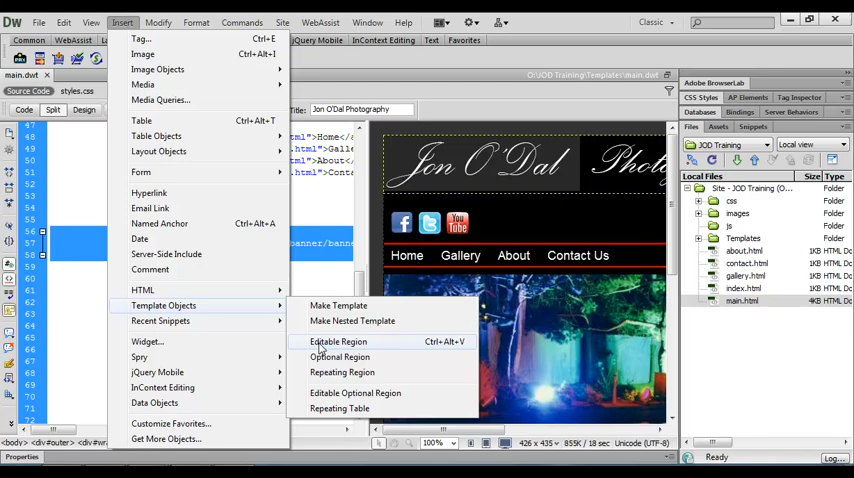 Dw File Edit View Insert Modify Format Commands Site WebAssist Window Help Classic
Common WebAssist jQuery Mobile InContext Editing Text Favorites
main.dwt × O:\JOD Training\Templates\main.dwt
Source Code styles.css
Code Split Design Title: Jon O'Dal Photography
Tag... Ctrl+E
Image Ctrl+Alt+I
Image Objects
Media
Media Queries...
Table Ctrl+Alt+T
Table Objects
Layout Objects
Form
Hyperlink
Email Link
Named Anchor Ctrl+Alt+A
Date
Server-Side Include
Comment
HTML
Template Objects
Recent Snippets
Widget...
Spry
jQuery Mobile
InContext Editing
Data Objects
Customize Favorites...
Get More Objects...
Make Template
Make Nested Template
Editable Region Ctrl+Alt+V
Optional Region
Repeating Region
Editable Optional Region
Repeating Table
47
48 ">Home</a
49 .html">Galle
50 .html">About</a
51 .html">Conta
52
53
54
55
56
57 banner/banne
58
59
60
61
62
63
64
65
66
67
68
69
70
71
72
Jon O'Dal
You Tube
Home Gallery About Contact Us
Adobe BrowserLab
CSS Styles AP Elements Tag Inspector
Databases Bindings Server Behaviors
Files Assets Snippets
JOD Training Local view
Local Files Size Type
Site - JOD Training (O... Folder
css Folder
images Folder
js Folder
Templates Folder
about.html 1KB HTML Do
contact.html 1KB HTML Do
gallery.html 1KB HTML Do
index.html 1KB HTML Do
main.html 4KB HTML Do
<body> <div#outer> <div#wra
100% 426 x 435 855K / 18 sec Unicode (UTF-8)
Ready Log...
Properties